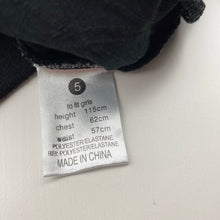 5
to fit girls
height 115cm
chest 62cm
waist 57cm
POLYESTER/ELASTANE
POLYESTER/ELASTANE
MADE IN CHINA